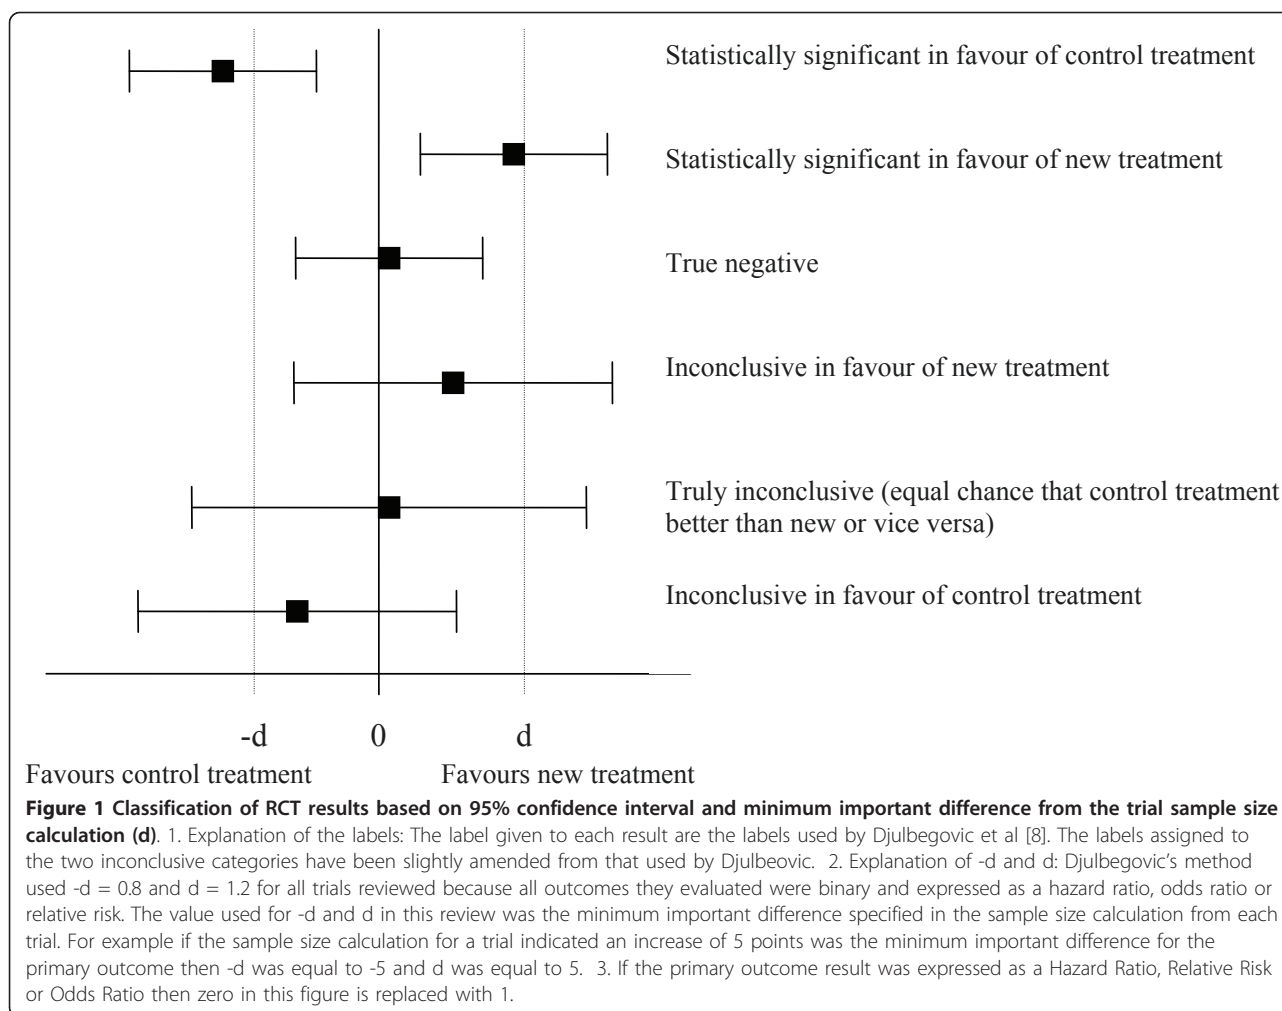 Statistically significant in favour of control treatment
Statistically significant in favour of new treatment
True negative
Inconclusive in favour of new treatment
Truly inconclusive (equal chance that control treatment
better than new or vice versa)
Inconclusive in favour of control treatment
-d 0 d
Favours control treatment Favours new treatment
Figure 1 Classification of RCT results based on 95% confidence interval and minimum important difference from the trial sample size
calculation (d). 1. Explanation of the labels: The label given to each result are the labels used by Djulbegovic et al [8]. The labels assigned to
the two inconclusive categories have been slightly amended from that used by Djulbeovic. 2. Explanation of -d and d: Djulbegovic's method
used -d = 0.8 and d = 1.2 for all trials reviewed because all outcomes they evaluated were binary and expressed as a hazard ratio, odds ratio or
relative risk. The value used for -d and d in this review was the minimum important difference specified in the sample size calculation from each
trial. For example if the sample size calculation for a trial indicated an increase of 5 points was the minimum important difference for the
primary outcome then -d was equal to -5 and d was equal to 5. 3. If the primary outcome result was expressed as a Hazard Ratio, Relative Risk
or Odds Ratio then zero in this figure is replaced with 1.